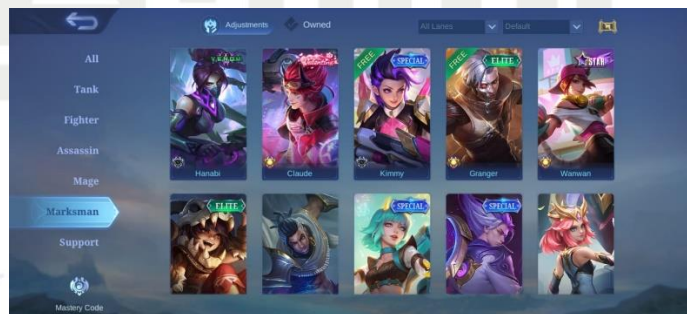 Adjustments
Owned
All Lanes
Default
All
Tank
Fighter
Assassin
Mage
Marksman
Support
Mastery Code
VENOM
FREE
SPECIAL
FREE
ELITE
STAR
Hanabi
Claude
Kimmy
Granger
Wanwan
ELITE
SPECIAL
SPECIAL